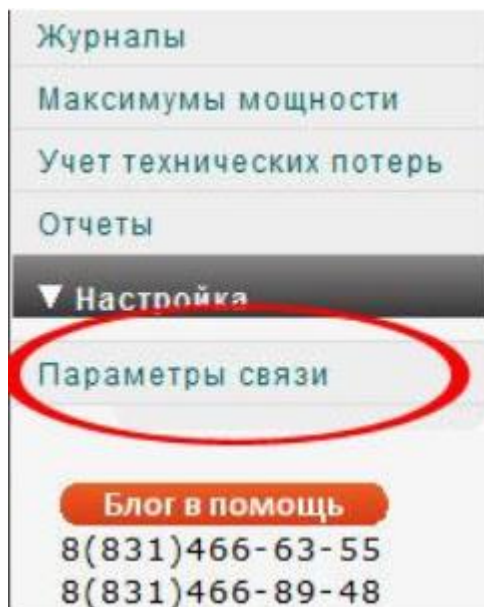 Журналы
Максимумы мощности
Учет технических потерь
Отчеты
▼ Настройка
Параметры связи
Блог в помощь
8(831)466-63-55
8(831)466-89-48